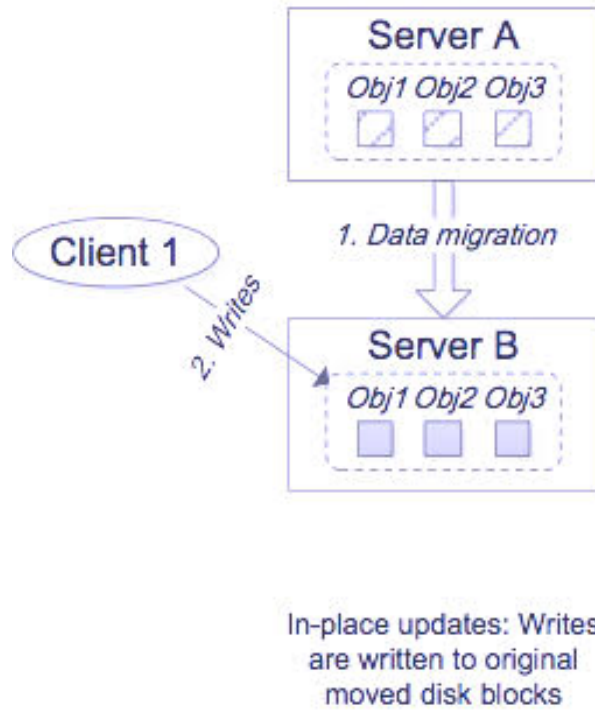 Server A
Obj1 Obj2 Obj3
1. Data migration
Client 1
2. Writes
Server B
Obj1 Obj2 Obj3
In-place updates: Writes
are written to original
moved disk blocks